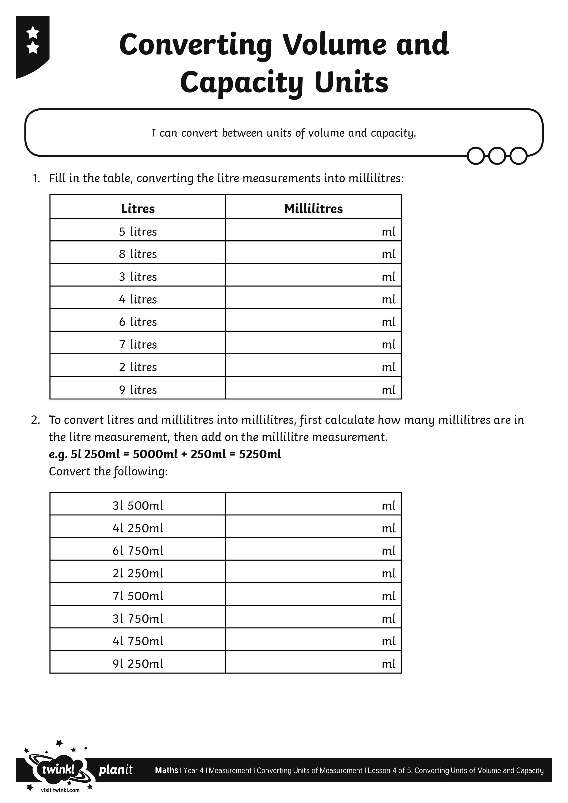 Converting Volume and
Capacity Units
I can convert between units of volume and capacity.
1. Fill in the table, converting the litre measurements into millilitres:
Litres Millilitres
5 litres ml
8 litres ml
3 litres ml
4 litres ml
6 litres ml
7 litres ml
2 litres ml
9 litres ml
2. To convert litres and millilitres into millilitres, first calculate how many millilitres are in
the litre measurement, then add on the millilitre measurement.
e.g. 5l 250ml = 5000ml + 250ml = 5250ml
Convert the following:
3l 500ml ml
4l 250ml ml
6l 750ml ml
2l 250ml ml
7l 500ml ml
3l 750ml ml
4l 750ml ml
9l 250ml ml
twinkl planit Maths | Year 4 | Measurement | Converting Units of Measurement | Lesson 4 of 5: Converting Units of Volume and Capacity
visit twinkl.com